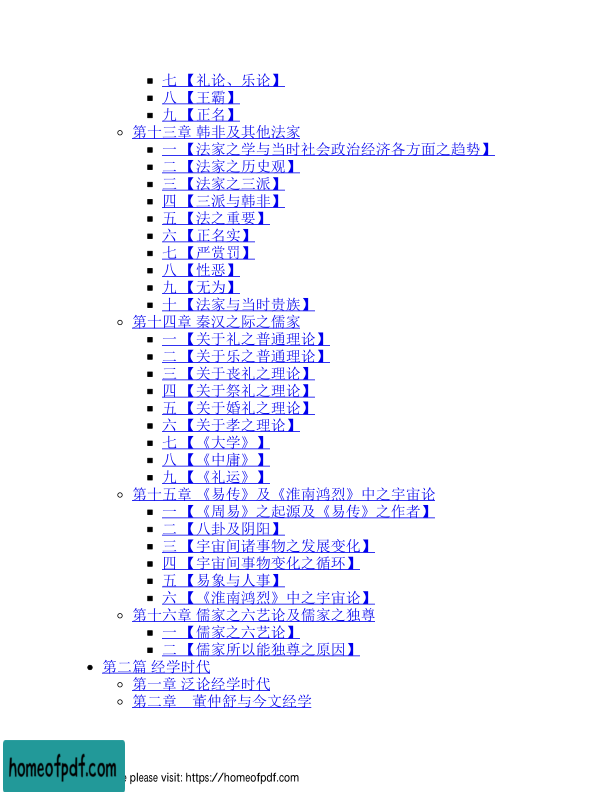 七 【礼论、乐论】
八 【王霸】
九 【正名】
第十三章 韩非及其他法家
一 【法家之学与当时社会政治经济各方面之趋势】
二 【法家之历史观】
三 【法家之三派】
四 【三派与韩非】
五 【法之重要】
六 【正名实】
七 【严赏罚】
八 【性恶】
九 【无为】
十 【法家与当时贵族】
第十四章 秦汉之际之儒家
一 【关于礼之普通理论】
二 【关于乐之普通理论】
三 【关于丧礼之理论】
四 【关于祭礼之理论】
五 【关于婚礼之理论】
六 【关于孝之理论】
七 【《大学》】
八 【《中庸》】
九 【《礼运》】
第十五章 《易传》及《淮南鸿烈》中之宇宙论
一 【《周易》之起源及《易传》之作者】
二 【八卦及阴阳】
三 【宇宙间诸事物之发展变化】
四 【宇宙间事物变化之循环】
五 【易象与人事】
六 【《淮南鸿烈》中之宇宙论】
第十六章 儒家之六艺论及儒家之独尊
一 【儒家之六艺论】
二 【儒家所以能独尊之原因】
第二篇 经学时代
第一章 泛论经学时代
第二章 董仲舒与今文经学
homeofpdf.com
e please visit: https://homeofpdf.com